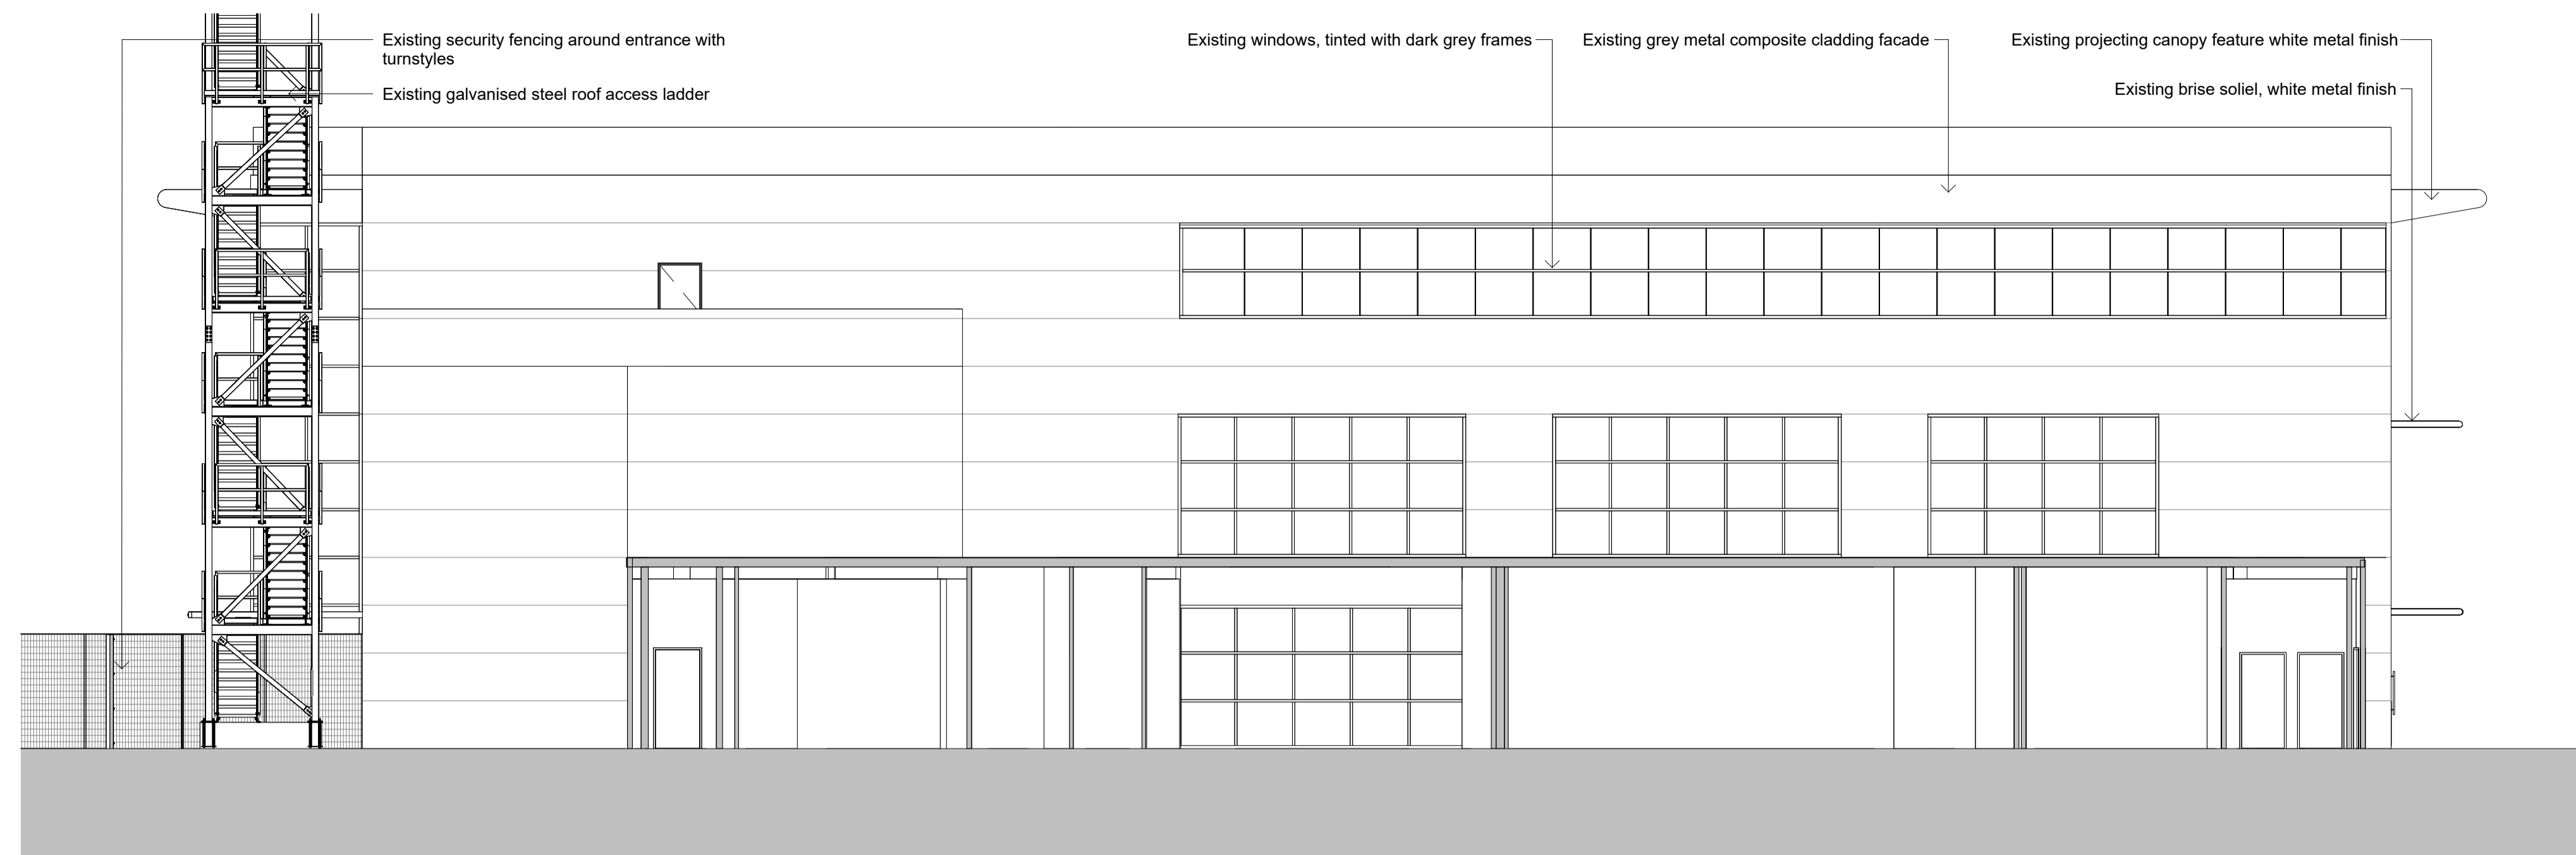 Existing security fencing around entrance with
turnstyles
Existing galvanised steel roof access ladder
Existing windows, tinted with dark grey frames
Existing grey metal composite cladding facade
Existing projecting canopy feature white metal finish
Existing brise soliel, white metal finish